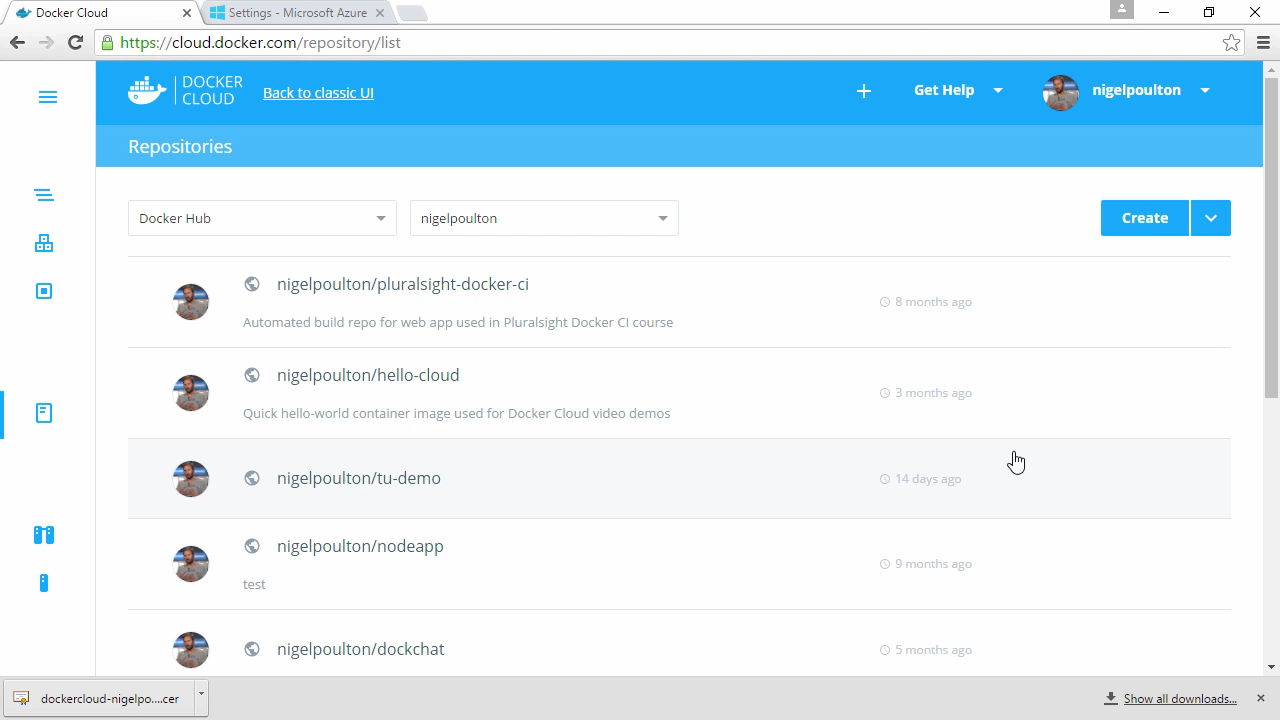 Docker Cloud
Settings - Microsoft Azure
https://cloud.docker.com/repository/list
DOCKER
CLOUD
Back to classic UI
Get Help
nigelpoulton
Repositories
Docker Hub
nigelpoulton
Create
nigelpoulton/pluralsight-docker-ci
8 months ago
Automated build repo for web app used in Pluralsight Docker CI course
nigelpoulton/hello-cloud
3 months ago
Quick hello-world container image used for Docker Cloud video demos
nigelpoulton/tu-demo
14 days ago
nigelpoulton/nodeapp
9 months ago
test
nigelpoulton/dockchat
5 months ago
dockercloud-nigelpo....cer
Show all downloads...